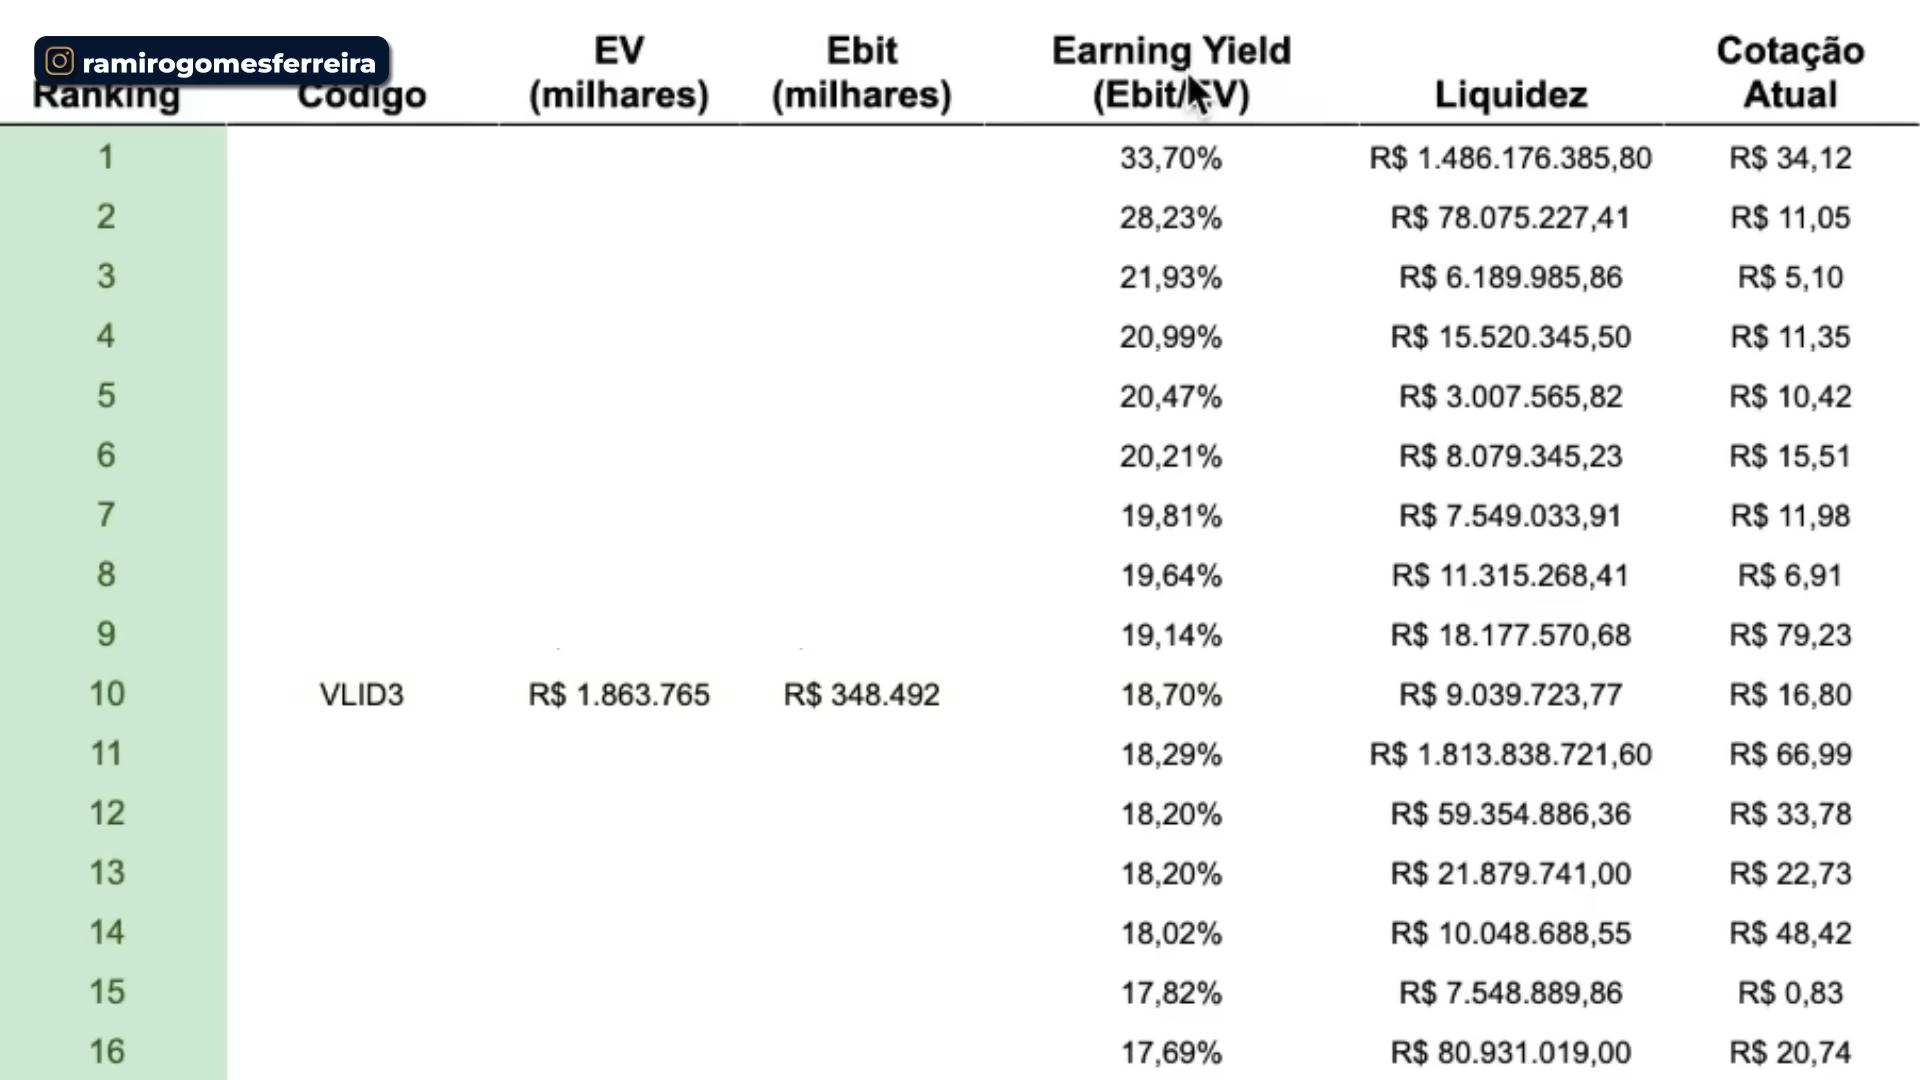 ramirogomesferreira
Ranking Código EV (milhares) Ebit (milhares) Earning Yield (Ebit/EV) Liquidez Cotação Atual
1 33,70% R$ 1.486.176.385,80 R$ 34,12
2 28,23% R$ 78.075.227,41 R$ 11,05
3 21,93% R$ 6.189.985,86 R$ 5,10
4 20,99% R$ 15.520.345,50 R$ 11,35
5 20,47% R$ 3.007.565,82 R$ 10,42
6 20,21% R$ 8.079.345,23 R$ 15,51
7 19,81% R$ 7.549.033,91 R$ 11,98
8 19,64% R$ 11.315.268,41 R$ 6,91
9 19,14% R$ 18.177.570,68 R$ 79,23
10 VLID3 R$ 1.863.765 R$ 348.492 18,70% R$ 9.039.723,77 R$ 16,80
11 18,29% R$ 1.813.838.721,60 R$ 66,99
12 18,20% R$ 59.354.886,36 R$ 33,78
13 18,20% R$ 21.879.741,00 R$ 22,73
14 18,02% R$ 10.048.688,55 R$ 48,42
15 17,82% R$ 7.548.889,86 R$ 0,83
16 17,69% R$ 80.931.019,00 R$ 20,74